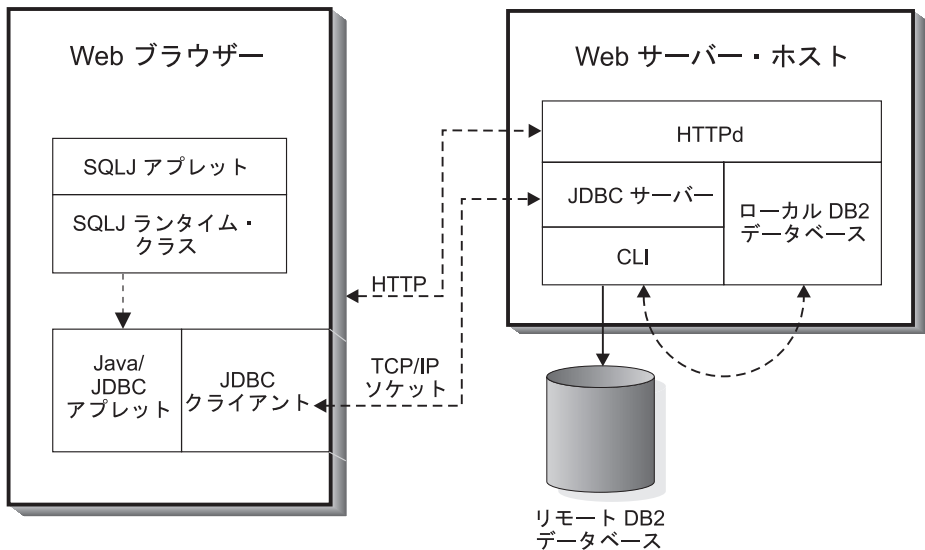 Web ブラウザー
SQLJ アプレット
SQLJ ランタイム・
クラス
Java/
JDBC
アプレット
JDBC
クライアント
HTTP
TCP/IP
ソケット
Web サーバー・ホスト
HTTPd
JDBC サーバー
CLI
ローカル DB2
データベース
リモート DB2
データベース